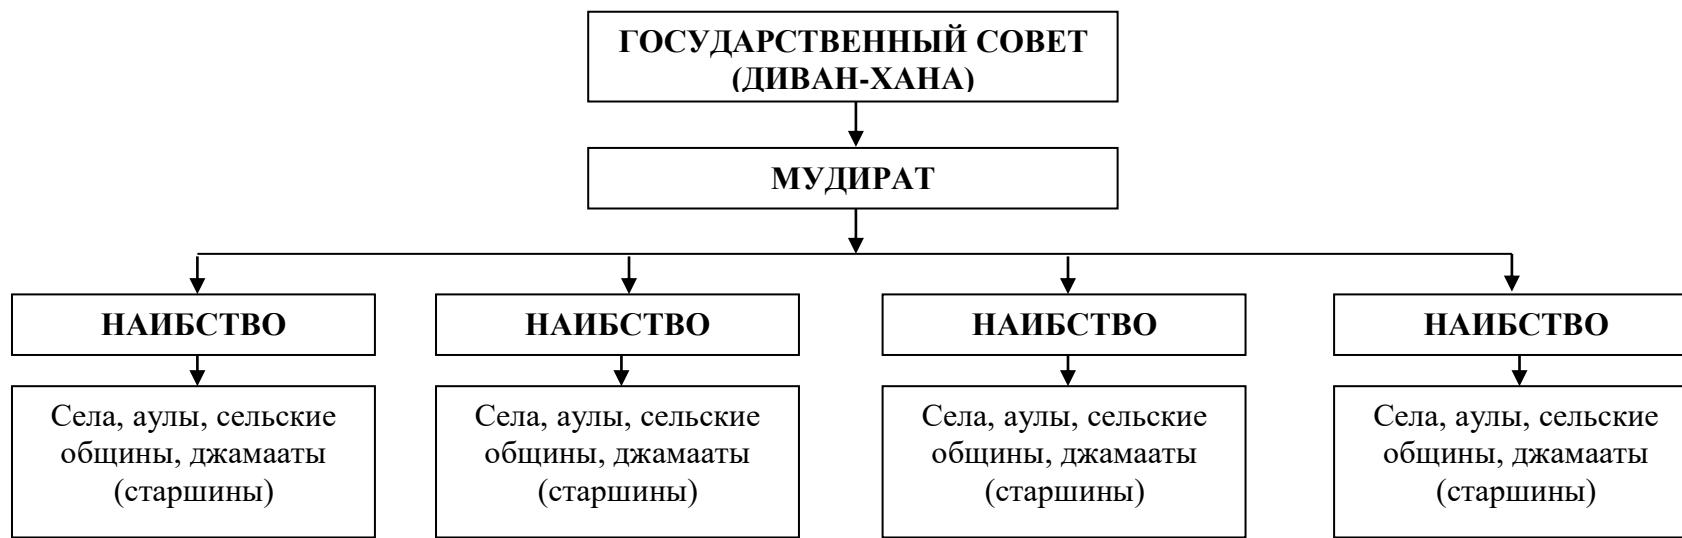 ГОСУДАРСТВЕННЫЙ СОВЕТ
(ДИВАН-ХАНА)
МУДИРАТ
НАИБСТВО
НАИБСТВО
НАИБСТВО
НАИБСТВО
Села, аулы, сельские
общины, джамааты
(старшины)
Села, аулы, сельские
общины, джамааты
(старшины)
Села, аулы, сельские
общины, джамааты
(старшины)
Села, аулы, сельские
общины, джамааты
(старшины)